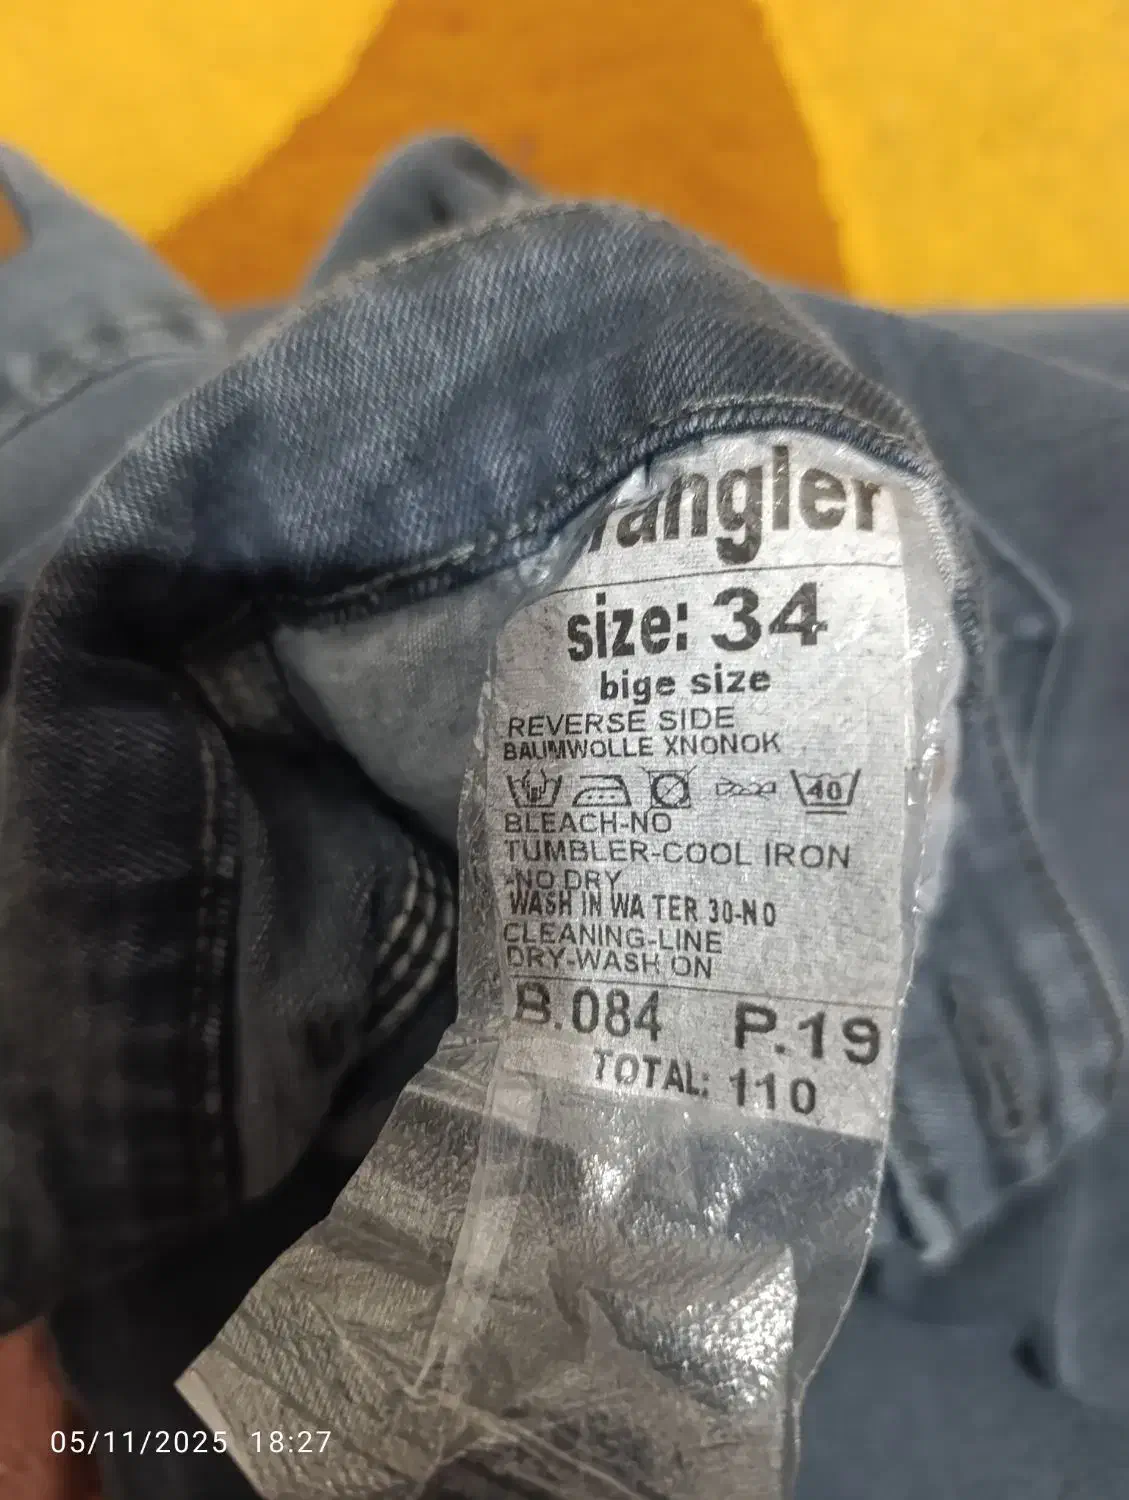 Wrangler
size: 34
bige size
REVERSE SIDE
BAUMWOLLE XNONOK
40
BLEACH-NO
TUMBLER-COOL IRON
-NO DRY
WASH IN WA TER 30-NO
CLEANING-LINE
DRY-WASH ON
B.084 P.19
TOTAL: 110
05/11/2025 18:27